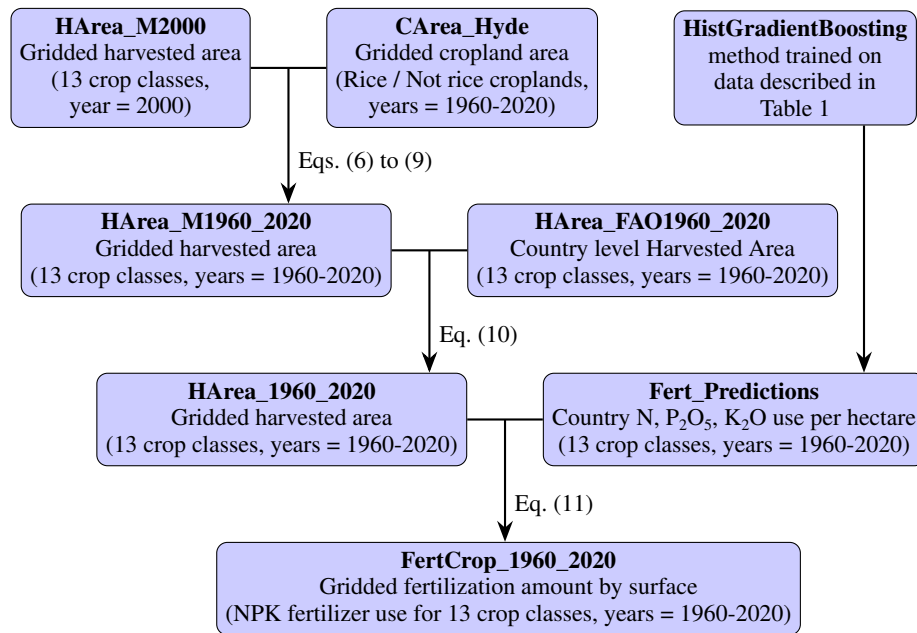 HArea_M2000
Gridded harvested area
(13 crop classes,
year = 2000)
CArea_Hyde
Gridded cropland area
(Rice / Not rice croplands,
years = 1960-2020)
HistGradientBoosting
method trained on
data described in
Table 1
Eqs. (6) to (9)
HArea_M1960_2020
Gridded harvested area
(13 crop classes, years = 1960-2020)
HArea_FAO1960_2020
Country level Harvested Area
(13 crop classes, years = 1960-2020)
Eq. (10)
HArea_1960_2020
Gridded harvested area
(13 crop classes, years = 1960-2020)
Fert_Predictions
Country N, P₂O₅, K₂O use per hectare
(13 crop classes, years = 1960-2020)
Eq. (11)
FertCrop_1960_2020
Gridded fertilization amount by surface
(NPK fertilizer use for 13 crop classes, years = 1960-2020)